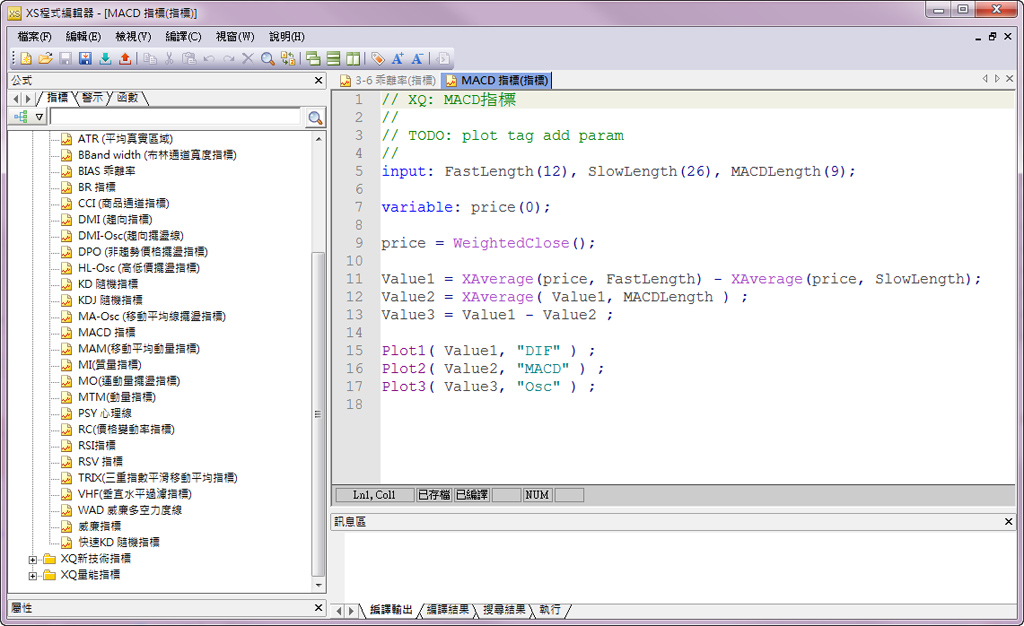 XS程式編輯器 - [MACD 指標(指標)]
檔案(F) 編輯(E) 檢視(V) 編譯(C) 視窗(W) 說明(H)
公式
指標 警示 函數
ATR (平均真實區域)
BBand width (布林通道寬度指標)
BIAS 乖離率
BR 指標
CCI (商品通道指標)
DMI (趨向指標)
DMI-Osc(趨向擺盪線)
DPO (非趨勢價格擺盪指標)
HL-Osc (高低價擺盪指標)
KD 隨機指標
KDJ 隨機指標
MA-Osc (移動平均線擺盪指標)
MACD 指標
MAM(移動平均動量指標)
MI(質量指標)
MO(運動量擺盪指標)
MTM(動量指標)
PSY 心理線
RC(價格變動率指標)
RSI指標
RSV 指標
TRIX(三重指數平滑移動平均指標)
VHF(垂直水平過濾指標)
WAD 威廉多空力度線
威廉指標
快速KD 隨機指標
XQ新技術指標
XQ量能指標
屬性
3-6 乖離率(指標) MACD 指標(指標)
1 // XQ: MACD指標
2 //
3 // TODO: plot tag add param
4 //
5 input: FastLength(12), SlowLength(26), MACDLength(9);
6
7 variable: price(0);
8
9 price = WeightedClose();
10
11 Value1 = XAverage(price, FastLength) - XAverage(price, SlowLength);
12 Value2 = XAverage( Value1, MACDLength ) ;
13 Value3 = Value1 - Value2 ;
14
15 Plot1( Value1, "DIF" ) ;
16 Plot2( Value2, "MACD" ) ;
17 Plot3( Value3, "Osc" ) ;
18
Ln1, Col1 已存檔 已編譯 NUM
訊息區
編譯輸出 編譯結果 搜尋結果 執行